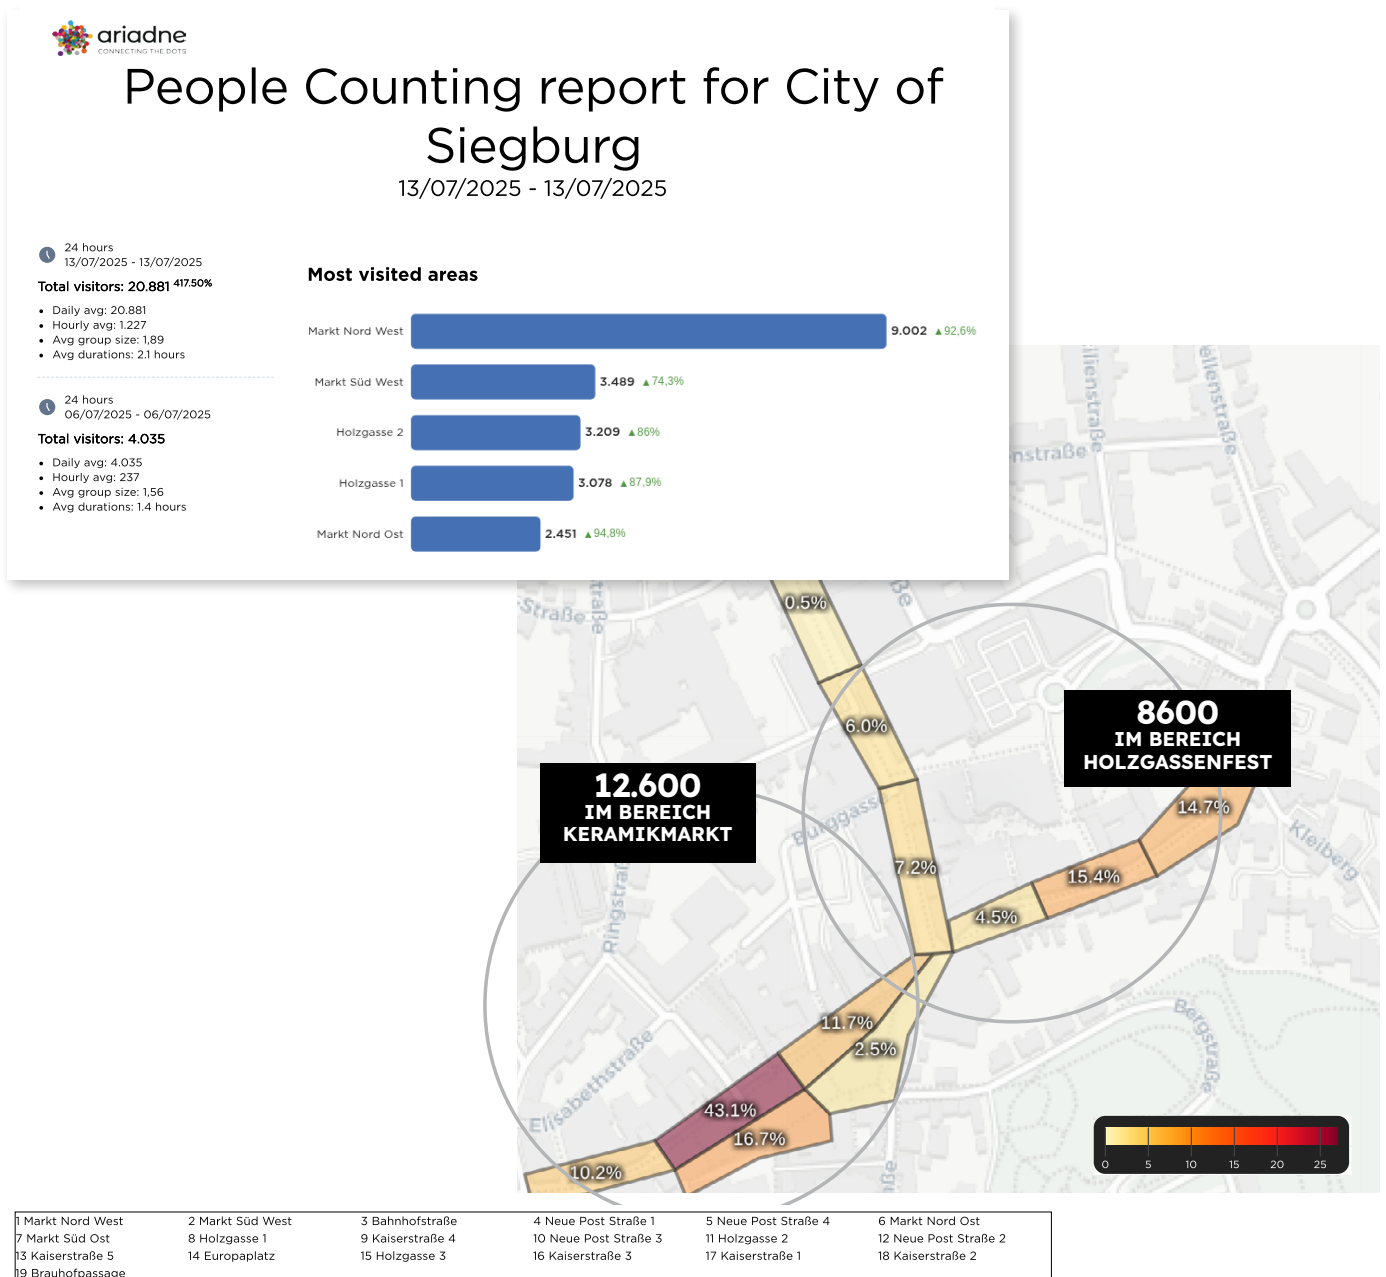 ariadne
CONNECTING THE DOTS
People Counting report for City of
Siegburg
13/07/2025 - 13/07/2025
24 hours
13/07/2025 - 13/07/2025
Total visitors: 20.881 417.50%
• Daily avg: 20.881
• Hourly avg: 1.227
• Avg group size: 1,89
• Avg durations: 2.1 hours
24 hours
06/07/2025 - 06/07/2025
Total visitors: 4.035
• Daily avg: 4.035
• Hourly avg: 237
• Avg group size: 1,56
• Avg durations: 1.4 hours
Most visited areas
Markt Nord West 9.002 ▲92,6%
Markt Süd West 3.489 ▲74,3%
Holzgasse 2 3.209 ▲86%
Holzgasse 1 3.078 ▲87,9%
Markt Nord Ost 2.451 ▲94,8%
ilienstraße
ellenstraße
nstraße
-Straße
traße
ße
0.5%
6.0%
8600
IM BEREICH
HOLZGASSENFEST
12.600
IM BEREICH
KERAMIKMARKT
14.7%
Burggasse
Kleiberg
7.2%
15.4%
4.5%
Ringstraß
11.7%
2.5%
Bergstraße
Elisabethstraße
43.1%
16.7%
10.2%
ße
0 5 10 15 20 25
1 Markt Nord West 2 Markt Süd West 3 Bahnhofstraße 4 Neue Post Straße 1 5 Neue Post Straße 4 6 Markt Nord Ost
7 Markt Süd Ost 8 Holzgasse 1 9 Kaiserstraße 4 10 Neue Post Straße 3 11 Holzgasse 2 12 Neue Post Straße 2
13 Kaiserstraße 5 14 Europaplatz 15 Holzgasse 3 16 Kaiserstraße 3 17 Kaiserstraße 1 18 Kaiserstraße 2
19 Brauhofpassage